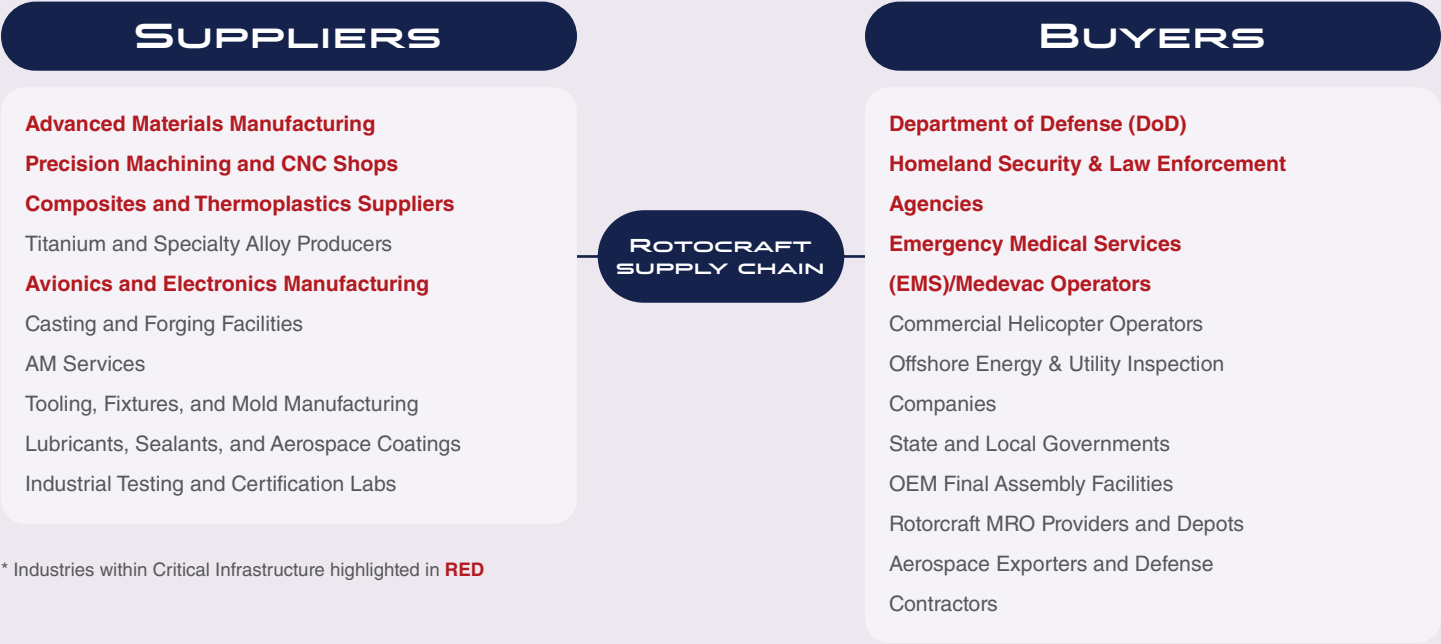 SUPPLIERS
Advanced Materials Manufacturing
Precision Machining and CNC Shops
Composites and Thermoplastics Suppliers
Titanium and Specialty Alloy Producers
Avionics and Electronics Manufacturing
Casting and Forging Facilities
AM Services
Tooling, Fixtures, and Mold Manufacturing
Lubricants, Sealants, and Aerospace Coatings
Industrial Testing and Certification Labs
* Industries within Critical Infrastructure highlighted in RED
ROTOCRAFT
SUPPLY CHAIN
BUYERS
Department of Defense (DoD)
Homeland Security & Law Enforcement
Agencies
Emergency Medical Services
(EMS)/Medevac Operators
Commercial Helicopter Operators
Offshore Energy & Utility Inspection
Companies
State and Local Governments
OEM Final Assembly Facilities
Rotorcraft MRO Providers and Depots
Aerospace Exporters and Defense
Contractors